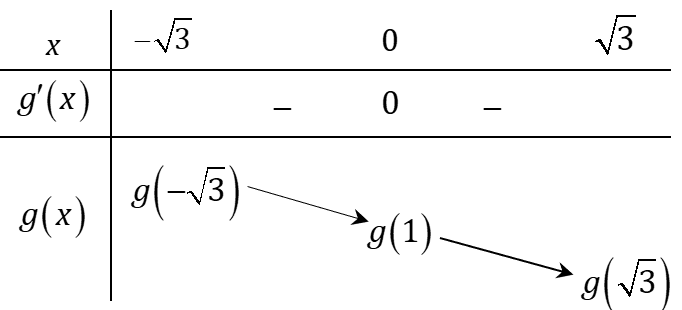 x −√3 0 √3
g′(x) − 0 −
g(x) g(−√3) g(1) g(√3)